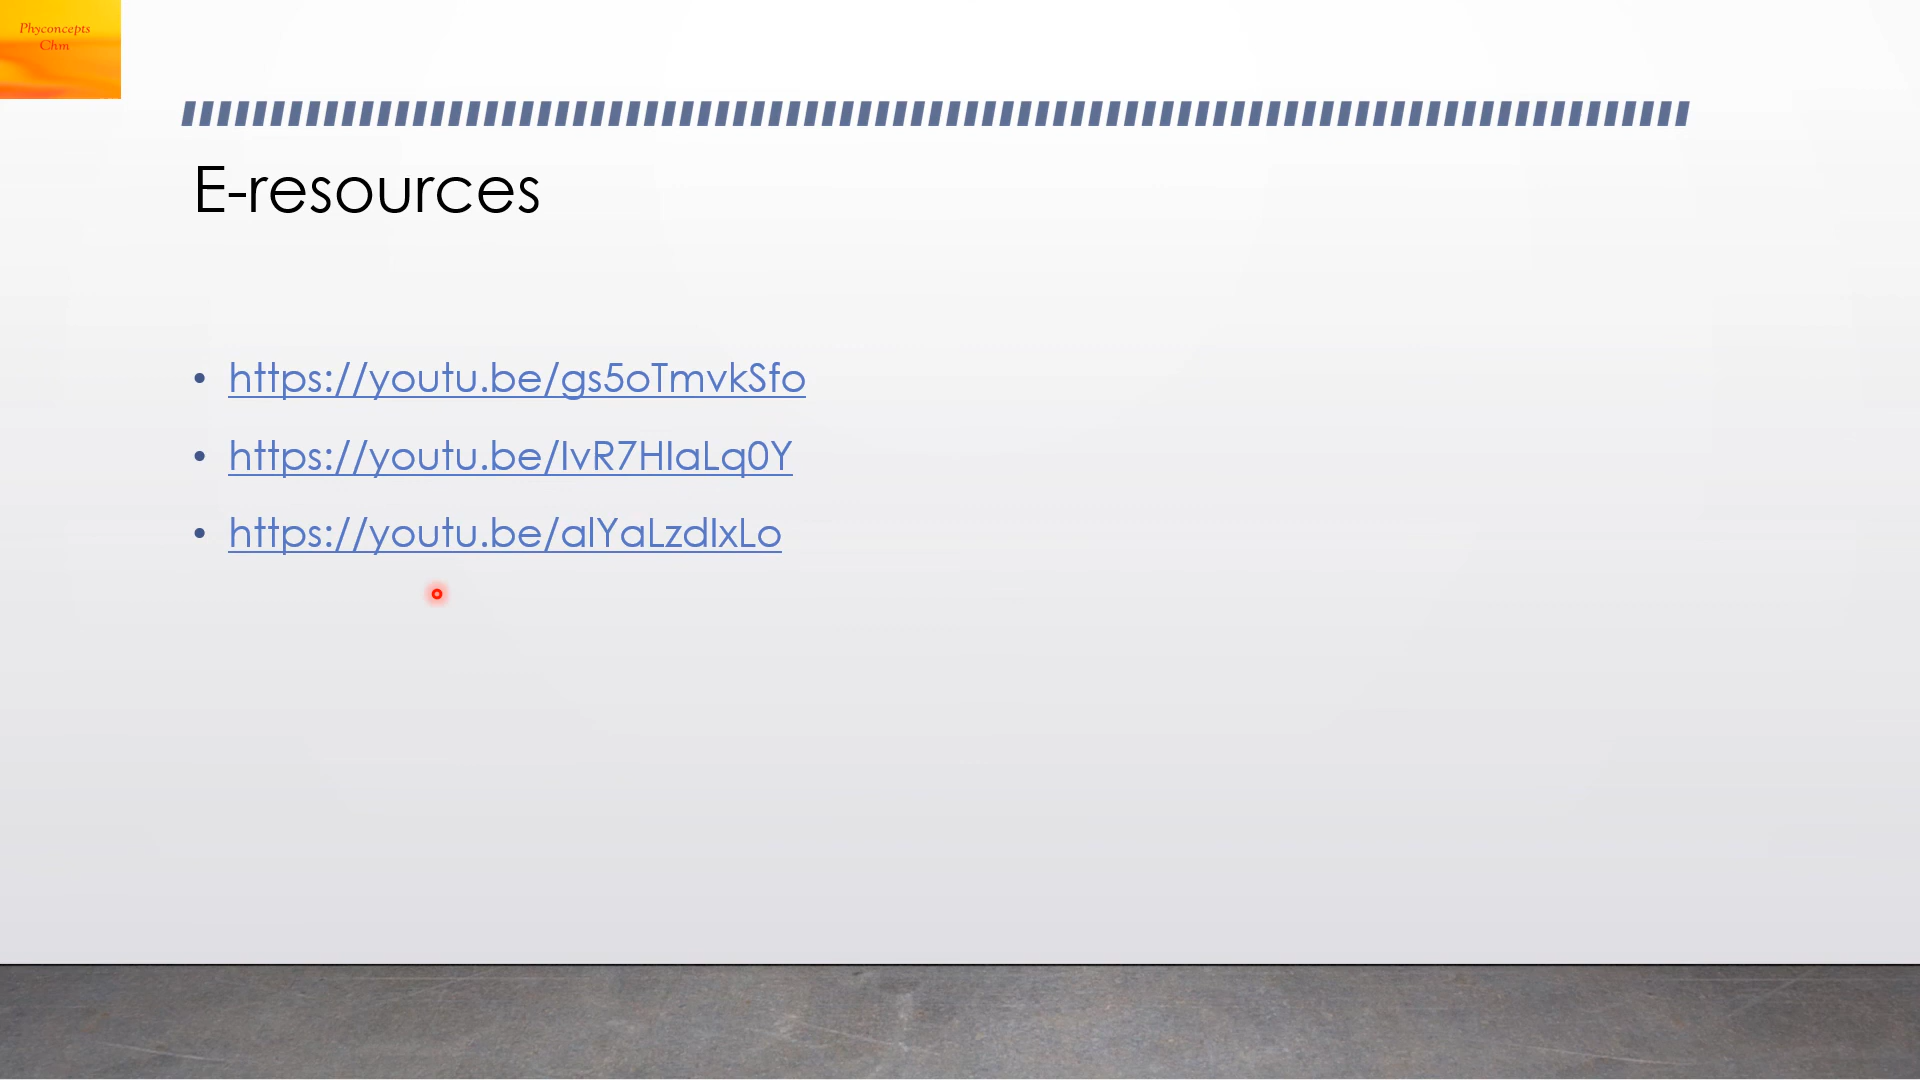 Phyconcepts
Chm
E-resources
• https://youtu.be/gs5oTmvkSfo
• https://youtu.be/IvR7HIaLq0Y
• https://youtu.be/alYaLzdIxLo